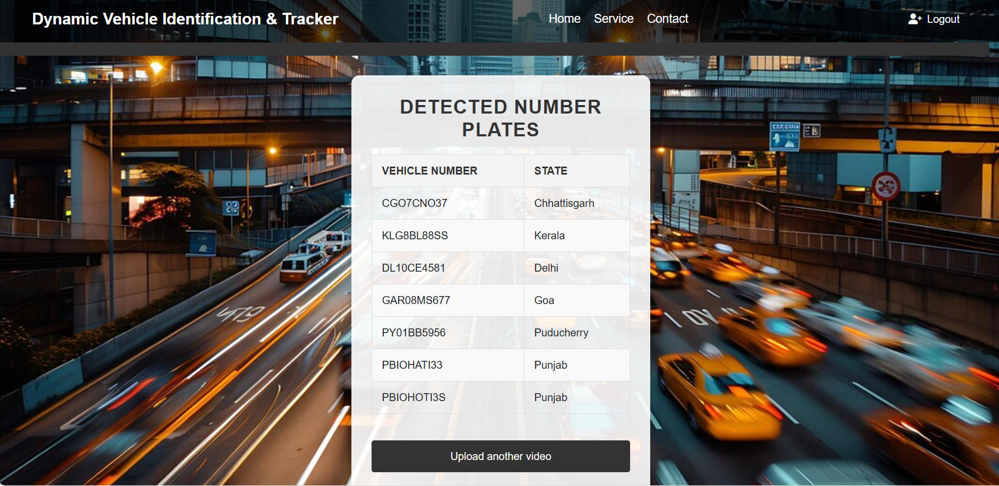 Dynamic Vehicle Identification & Tracker
Home Service Contact
Logout
DETECTED NUMBER
PLATES
VEHICLE NUMBER STATE
CGO7CNO37 Chhattisgarh
KLG8BL88SS Kerala
DL10CE4581 Delhi
GAR08MS677 Goa
PY01BB5956 Puducherry
PBIOHATI33 Punjab
PBIOHOTI3S Punjab
Upload another video